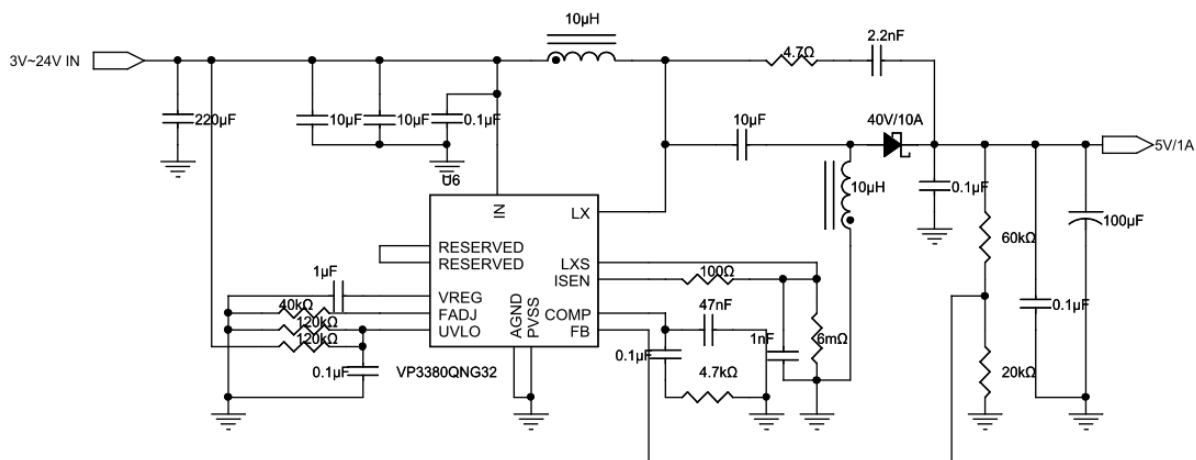 10µH
2.2nF
4.7Ω
3V~24V IN
220µF
10µF
10µF
0.1µF
10µF
40V/10A
5V/1A
U6
10µH
0.1µF
100µF
IN
LX
RESERVED
RESERVED
LXS
ISEN
100Ω
60kΩ
1µF
VREG
FADJ
UVLO
AGND
PVSS
COMP
FB
47nF
40kΩ
120kΩ
120kΩ
0.1µF
1nF
6mΩ
0.1µF
0.1µF
VP3380QNG32
4.7kΩ
20kΩ